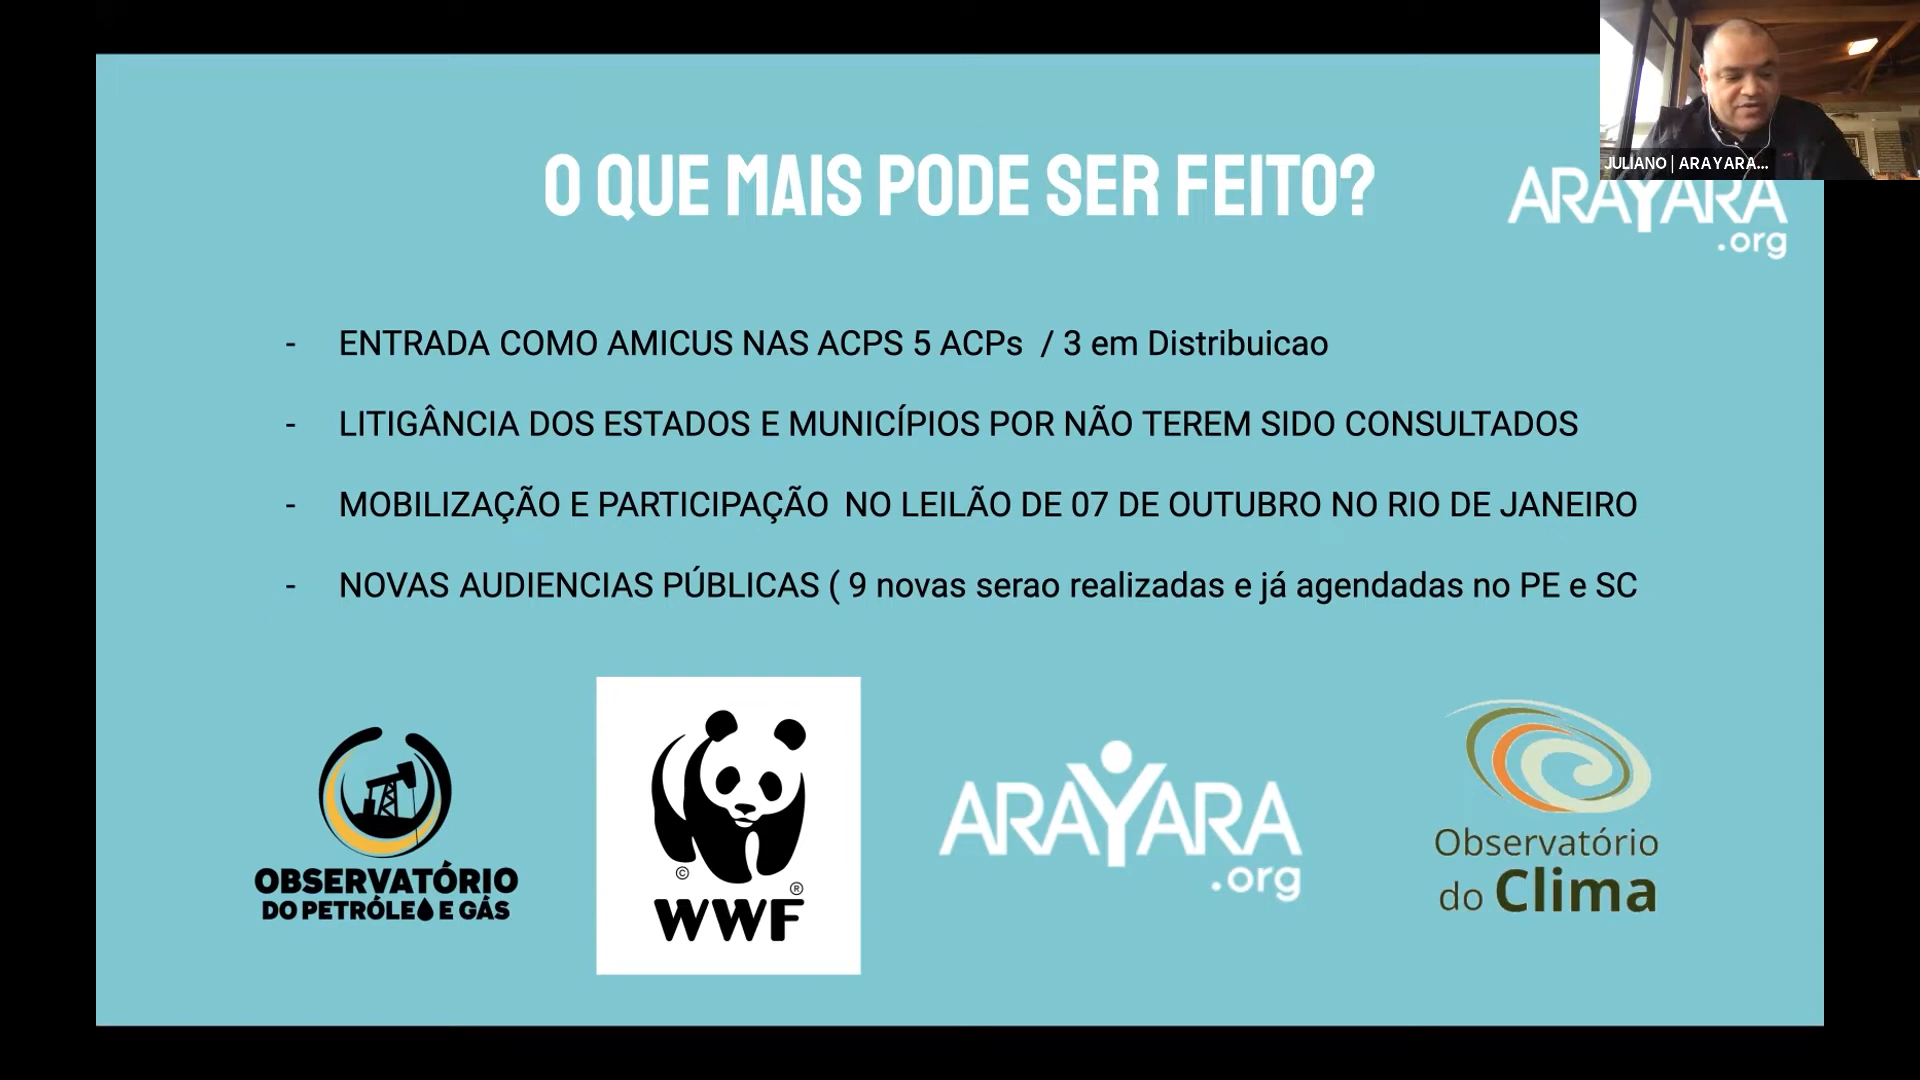 JULIANO | ARAYARA...
O QUE MAIS PODE SER FEITO?
ARAYARA
.org
- ENTRADA COMO AMICUS NAS ACPS 5 ACPs / 3 em Distribuicao
- LITIGÂNCIA DOS ESTADOS E MUNICÍPIOS POR NÃO TEREM SIDO CONSULTADOS
- MOBILIZAÇÃO E PARTICIPAÇÃO NO LEILÃO DE 07 DE OUTUBRO NO RIO DE JANEIRO
- NOVAS AUDIENCIAS PÚBLICAS ( 9 novas serao realizadas e já agendadas no PE e SC
OBSERVATÓRIO
DO PETRÓLEO E GÁS
© ®
WWF
ARAYARA
.org
Observatório
do Clima